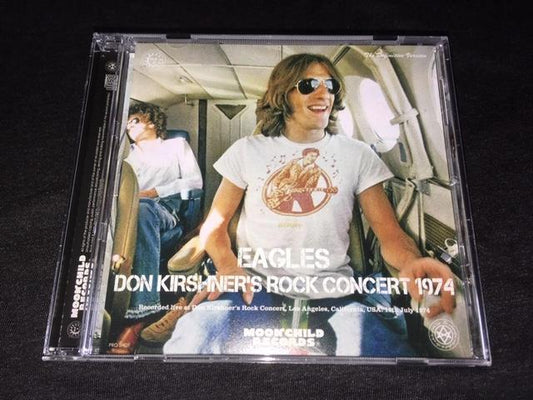 The Definitive Version
EAGLES
DON KIRSHNER'S ROCK CONCERT 1974
Recorded live at Don Kirshner's Rock Concert, Los Angeles, California, USA. July 1974
MOONCHILD
RECORDS
MOONCHILD
RECORDS